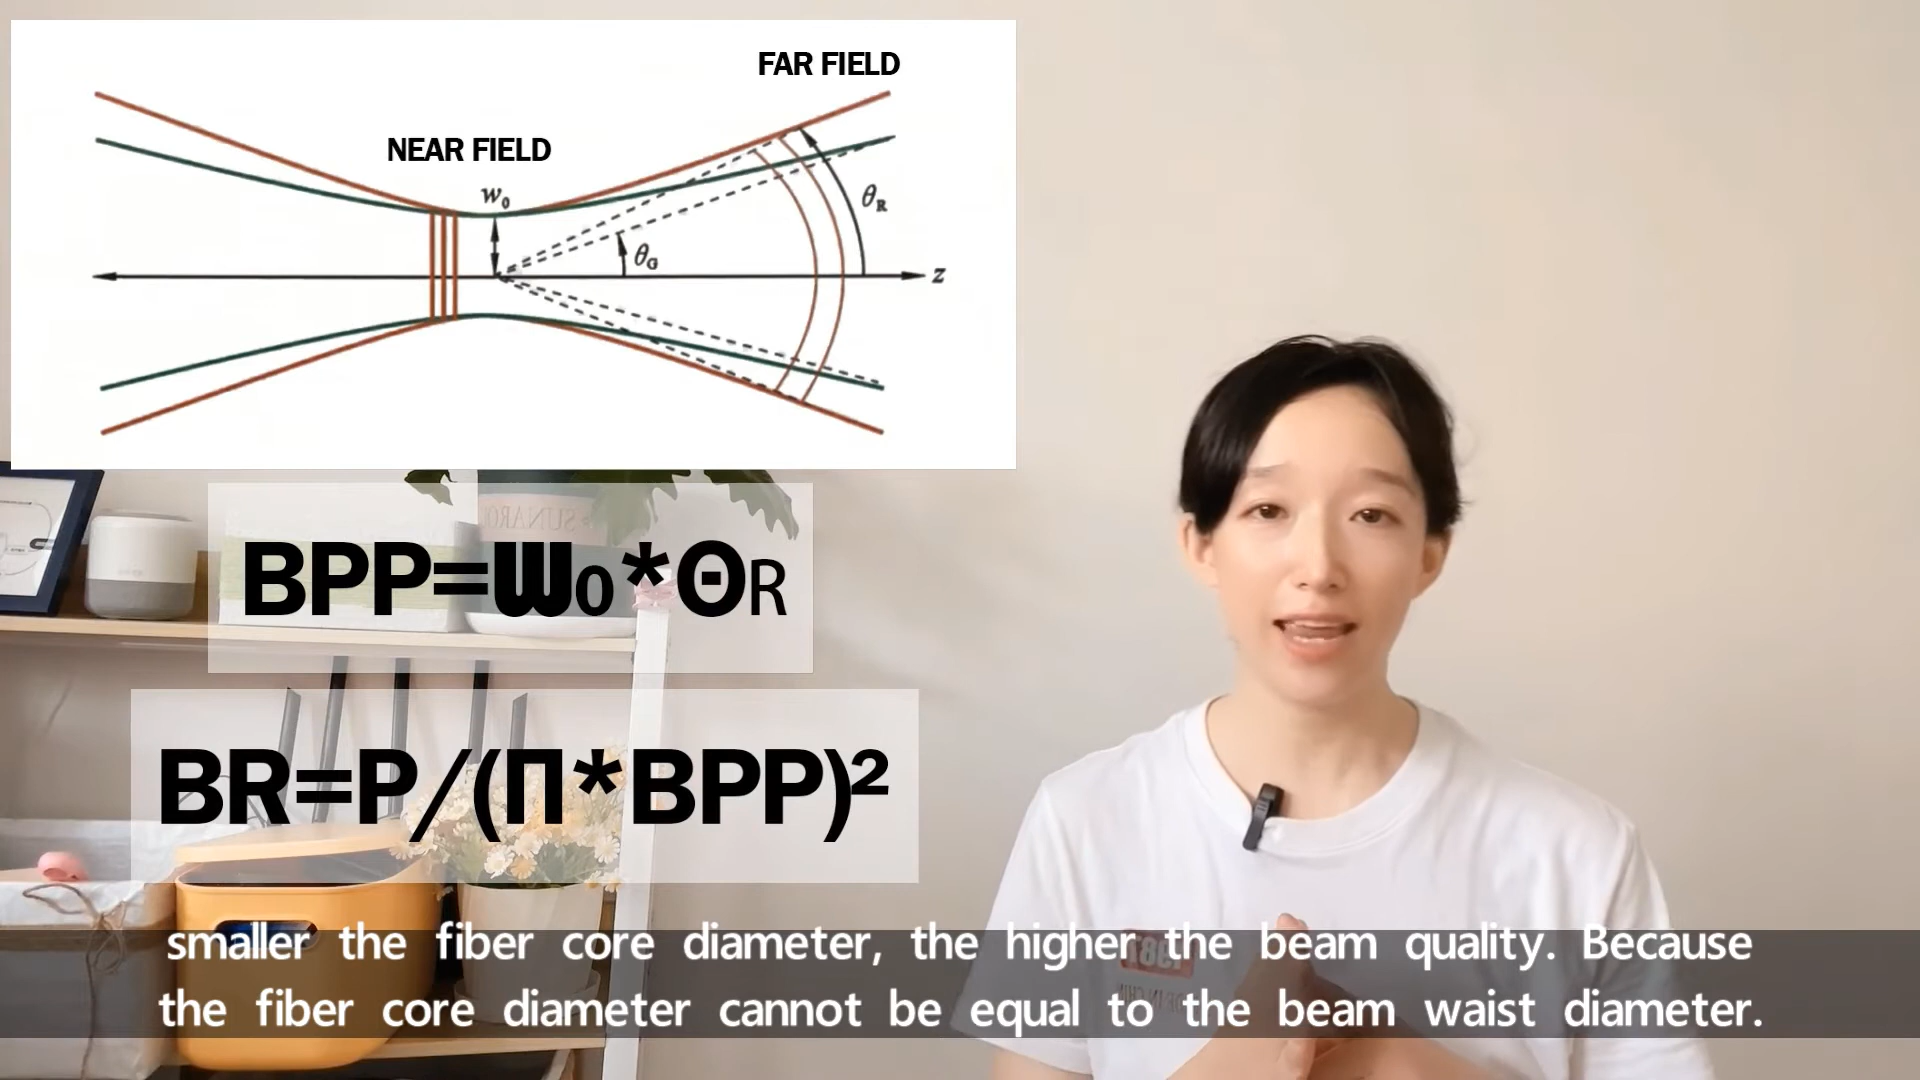 FAR FIELD
NEAR FIELD
w₀
θR
θG
z
BPP=ω₀*ΘR
BR=P/(Π*BPP)²
smaller the fiber core diameter, the higher the beam quality. Because
the fiber core diameter cannot be equal to the beam waist diameter.